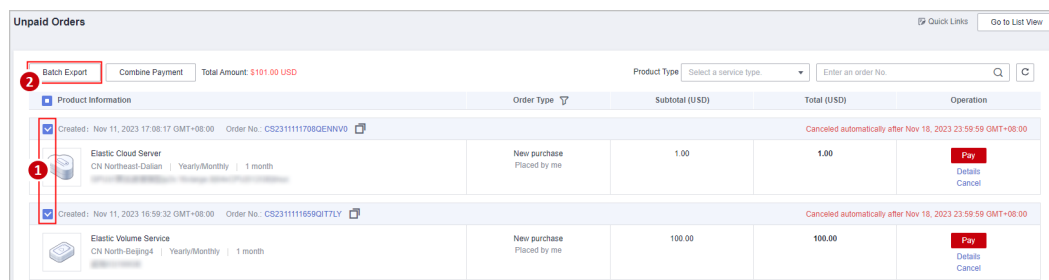 Unpaid Orders
Quick Links
Go to List View
Batch Export
Combine Payment
Total Amount: $101.00 USD
Product Type
Select a service type.
Enter an order No.
2
Product Information
Order Type
Subtotal (USD)
Total (USD)
Operation
Created: Nov 11, 2023 17:08:17 GMT+08:00 Order No.: CS2311111708QENNV0
Canceled automatically after Nov 18, 2023 23:59:59 GMT+08:00
1
Elastic Cloud Server
CN Northeast-Dalian | Yearly/Monthly | 1 month
New purchase
Placed by me
1.00
1.00
Pay
Details
Cancel
Created: Nov 11, 2023 16:59:32 GMT+08:00 Order No.: CS2311111659QIT7LY
Canceled automatically after Nov 18, 2023 23:59:59 GMT+08:00
Elastic Volume Service
CN North-Beijing4 | Yearly/Monthly | 1 month
New purchase
Placed by me
100.00
100.00
Pay
Details
Cancel